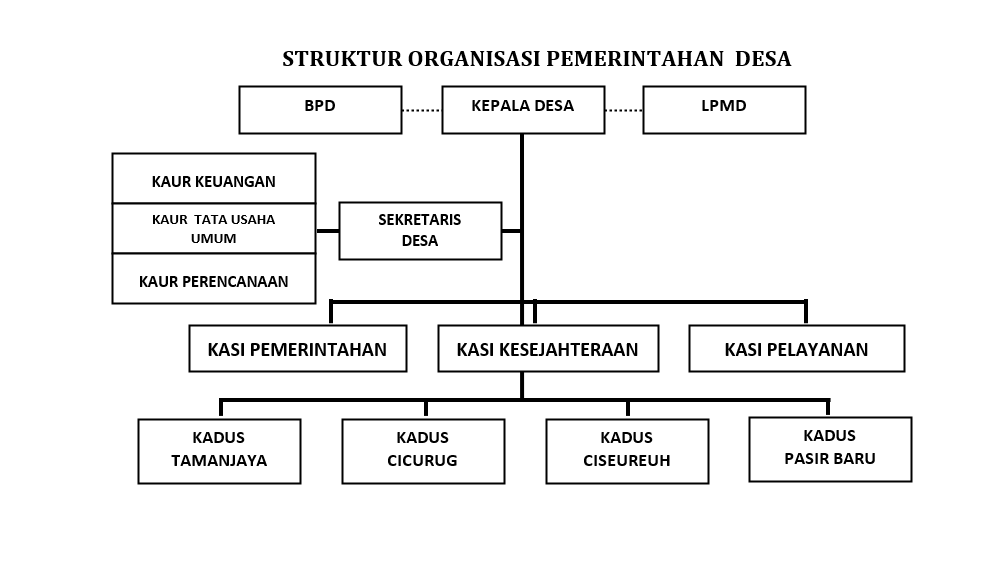 STRUKTUR ORGANISASI PEMERINTAHAN DESA
BPD
KEPALA DESA
LPMD
KAUR KEUANGAN
KAUR TATA USAHA
UMUM
KAUR PERENCANAAN
SEKRETARIS
DESA
KASI PEMERINTAHAN
KASI KESEJAHTERAAN
KASI PELAYANAN
KADUS
TAMANJAYA
KADUS
CICURUG
KADUS
CISEUREUH
KADUS
PASIR BARU